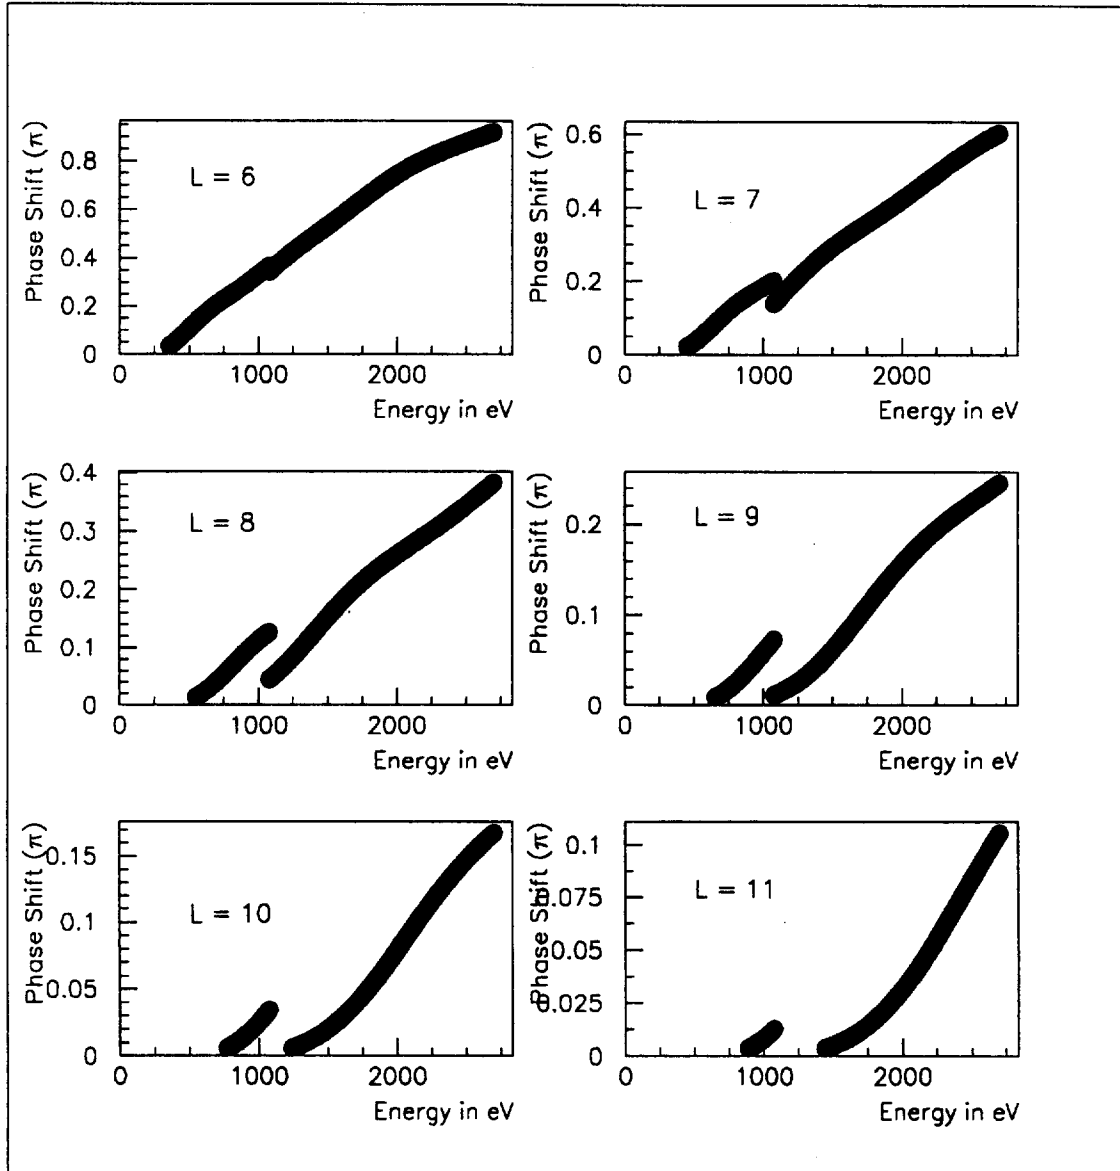 Phase Shift (π)
0.8
0.6
0.4
0.2
0
L = 6
0 1000 2000
Energy in eV
Phase Shift (π)
0.6
0.4
0.2
0
L = 7
0 1000 2000
Energy in eV
Phase Shift (π)
0.4
0.3
0.2
0.1
0
L = 8
0 1000 2000
Energy in eV
Phase Shift (π)
0.2
0.1
0
L = 9
0 1000 2000
Energy in eV
Phase Shift (π)
0.15
0.1
0.05
0
L = 10
0 1000 2000
Energy in eV
Phase Shift (π)
0.1
0.075
0.05
0.025
0
L = 11
0 1000 2000
Energy in eV